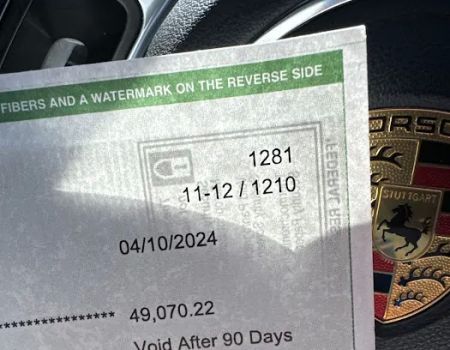 FIBERS AND A WATERMARK ON THE REVERSE SIDE
1281
11-12 / 1210
04/10/2024
****************** 49,070.22
Void After 90 Days
PORSC
STUTTGART